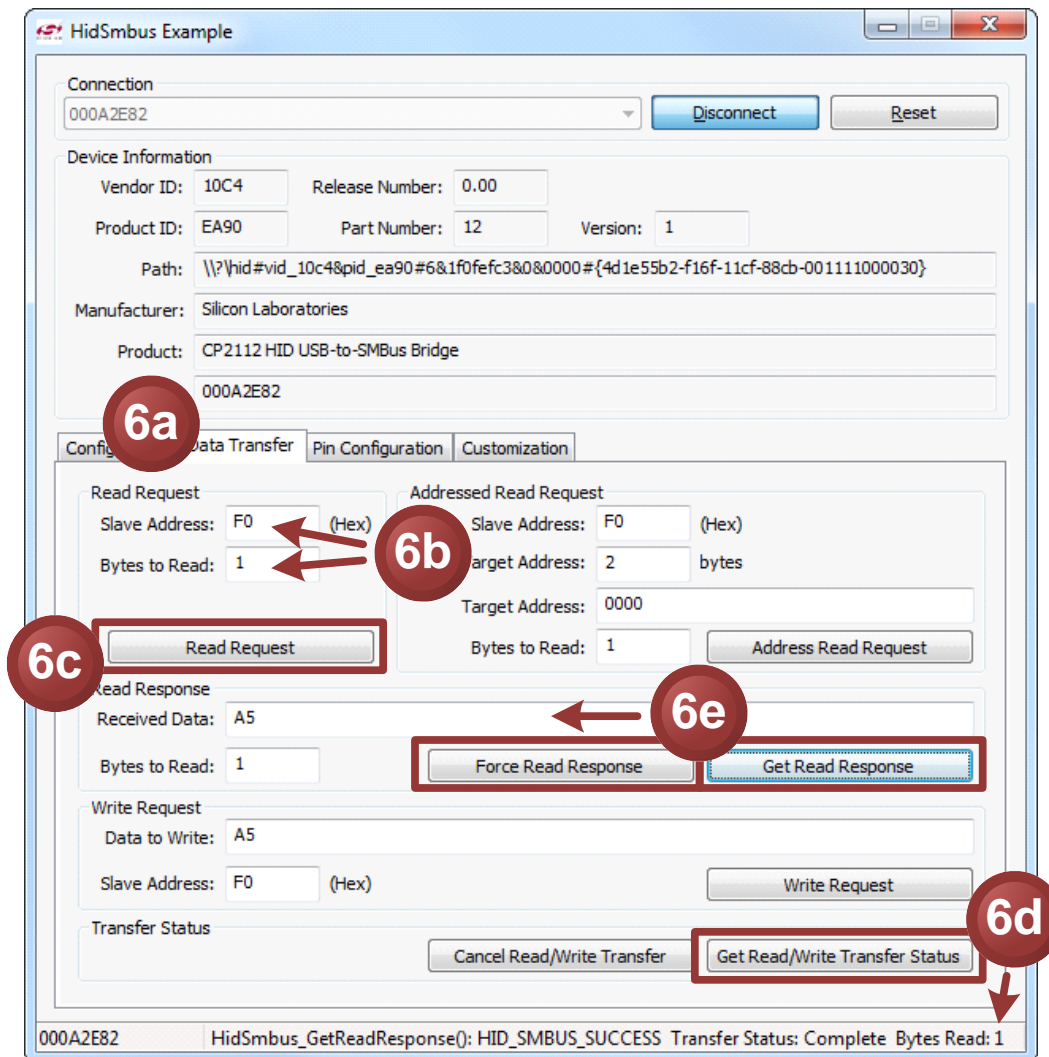 HidSmbus Example
Connection
000A2E82 Disconnect Reset
Device Information
Vendor ID: 10C4 Release Number: 0.00
Product ID: EA90 Part Number: 12 Version: 1
Path: \\?\hid#vid_10c4&pid_ea90#6&1f0fefc3&0&0000#{4d1e55b2-f16f-11cf-88cb-001111000030}
Manufacturer: Silicon Laboratories
Product: CP2112 HID USB-to-SMBus Bridge
000A2E82
6a
Data Transfer Pin Configuration Customization
Read Request Addressed Read Request
Slave Address: F0 (Hex) Slave Address: F0 (Hex)
6b
Bytes to Read: 1 Target Address: 2 bytes
Target Address: 0000
6c Read Request Bytes to Read: 1 Address Read Request
Read Response
Received Data: A5 6e
Bytes to Read: 1 Force Read Response Get Read Response
Write Request
Data to Write: A5
Slave Address: F0 (Hex) Write Request
6d
Transfer Status
Cancel Read/Write Transfer Get Read/Write Transfer Status
000A2E82 HidSmbus_GetReadResponse(): HID_SMBUS_SUCCESS Transfer Status: Complete Bytes Read: 1